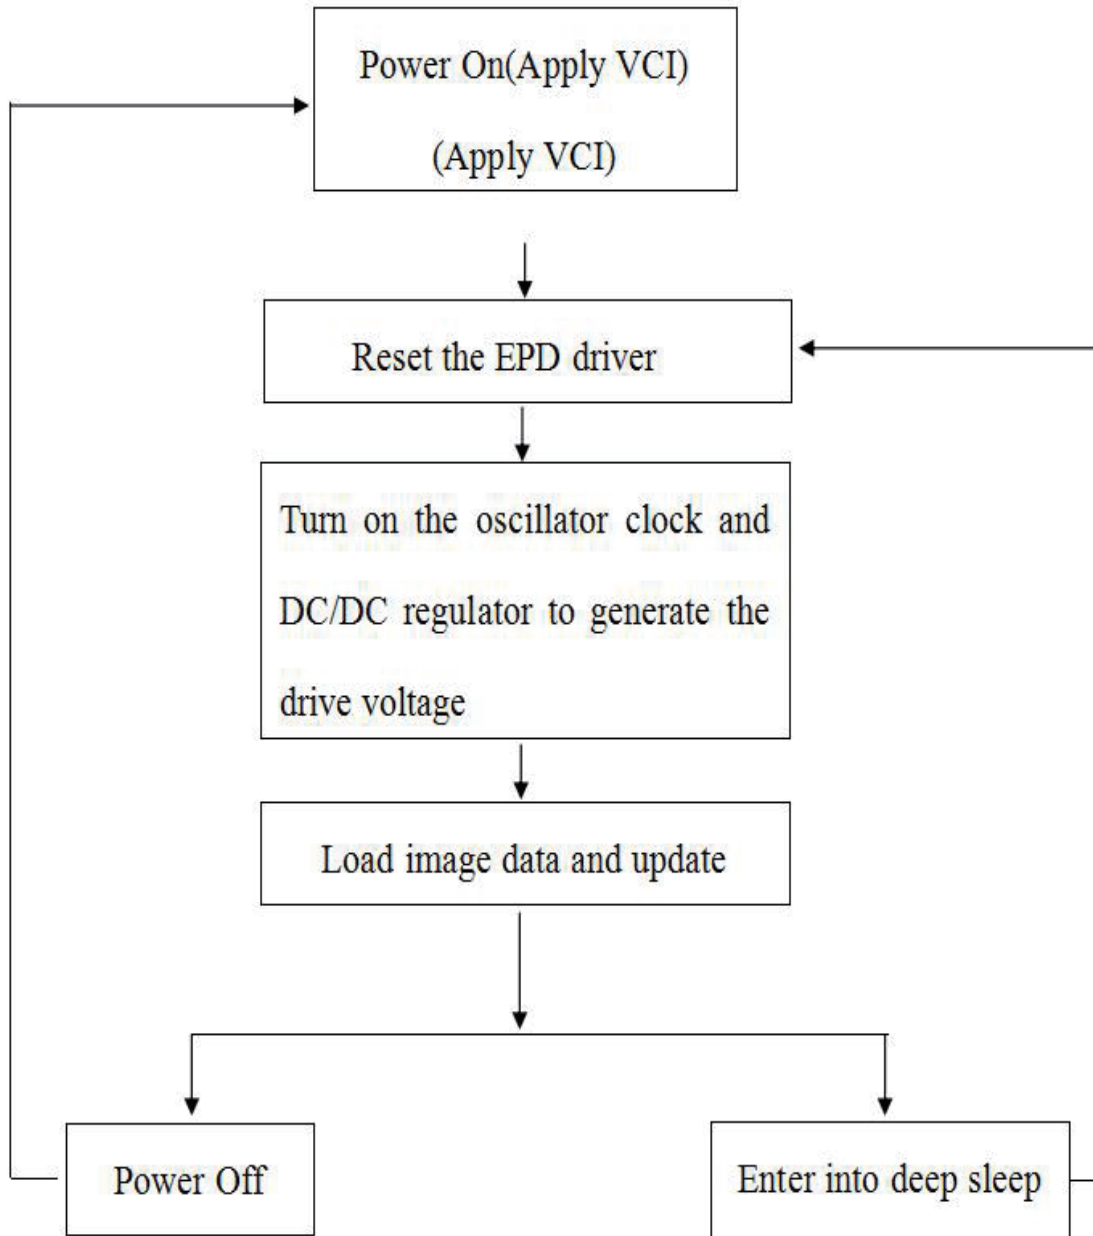 Power On(Apply VCI)
(Apply VCI)
Reset the EPD driver
Turn on the oscillator clock and
DC/DC regulator to generate the
drive voltage
Load image data and update
Power Off
Enter into deep sleep